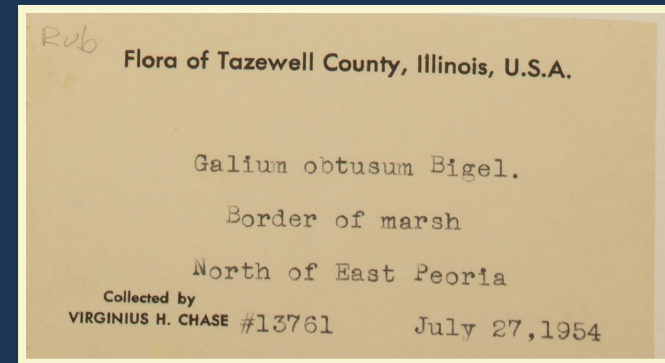 Rub
Flora of Tazewell County, Illinois, U.S.A.
Galium obtusum Bigel.
Border of marsh
North of East Peoria
Collected by
VIRGINIUS H. CHASE #13761 July 27,1954